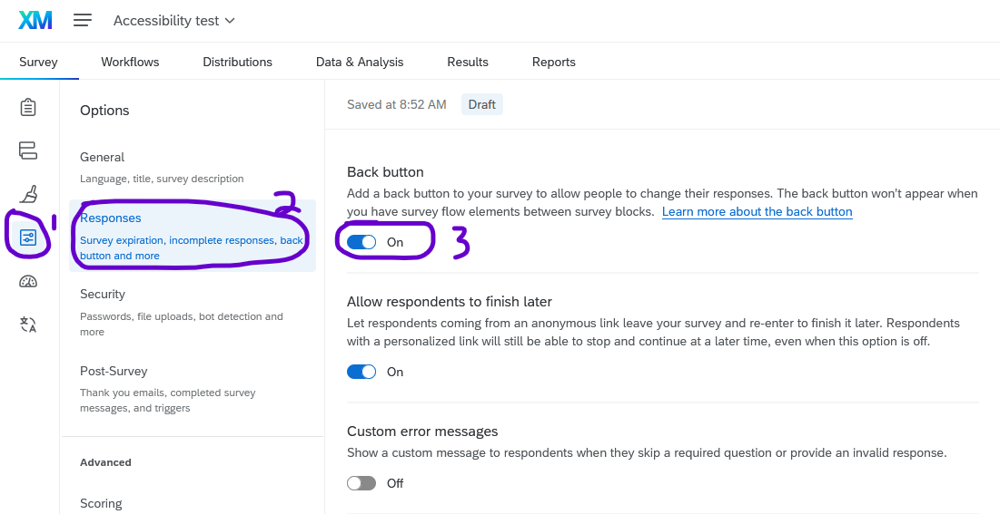 XM Accessibility test
Survey Workflows Distributions Data & Analysis Results Reports
Options
General
Language, title, survey description
2
Responses
Survey expiration, incomplete responses, back
button and more
1
Security
Passwords, file uploads, bot detection and
more
Post-Survey
Thank you emails, completed survey
messages, and triggers
Advanced
Scoring
Saved at 8:52 AM Draft
Back button
Add a back button to your survey to allow people to change their responses. The back button won't appear when
you have survey flow elements between survey blocks. Learn more about the back button
On 3
Allow respondents to finish later
Let respondents coming from an anonymous link leave your survey and re-enter to finish it later. Respondents
with a personalized link will still be able to stop and continue at a later time, even when this option is off.
On
Custom error messages
Show a custom message to respondents when they skip a required question or provide an invalid response.
Off